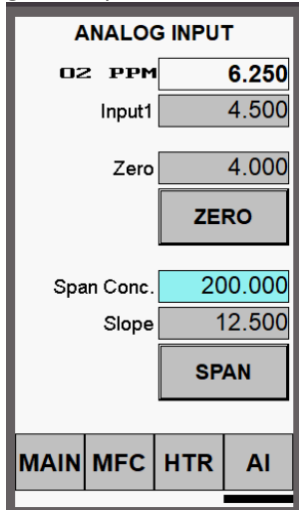 ANALOG INPUT
O2 PPM 6.250
Input1 4.500
Zero 4.000
ZERO
Span Conc. 200.000
Slope 12.500
SPAN
MAIN MFC HTR AI